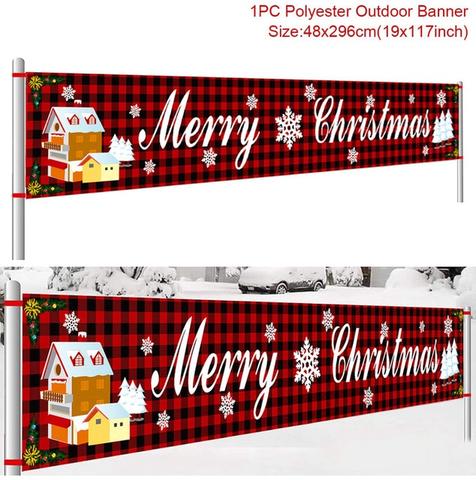 1PC Polyester Outdoor Banner
Size:48x296cm(19x117inch)
Merry Christmas
Merry Christmas